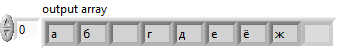 output array
0 а б г д е ё ж